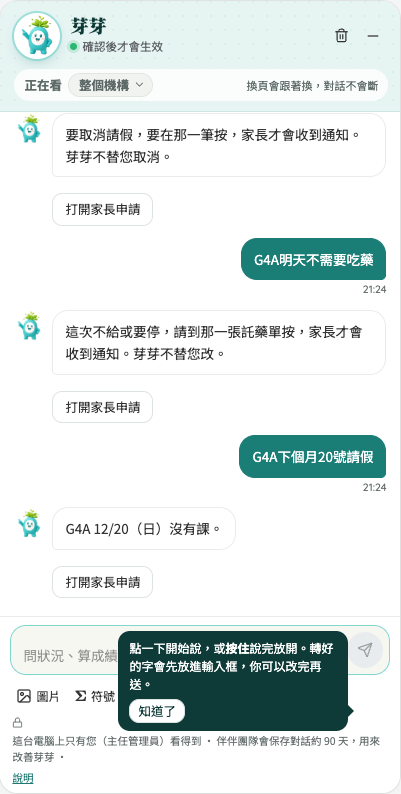 芽芽
確認後才會生效
正在看 整個機構 換頁會跟著換，對話不會斷
要取消請假，要在那一筆按，家長才會收到通知。
芽芽不替您取消。
打開家長申請
G4A明天不需要吃藥
21:24
這次不給或要停，請到那一張託藥單按，家長才會
收到通知。芽芽不替您改。
打開家長申請
G4A下個月20號請假
21:24
G4A 12/20（日）沒有課。
打開家長申請
問狀況、算成績
點一下開始說，或按住說完放開。轉好
的字會先放進輸入框，你可以改完再
送。
知道了
圖片 Σ 符號
這台電腦上只有您（主任管理員）看得到 · 伴伴團隊會保存對話約 90 天，用來
改善芽芽 ·
說明